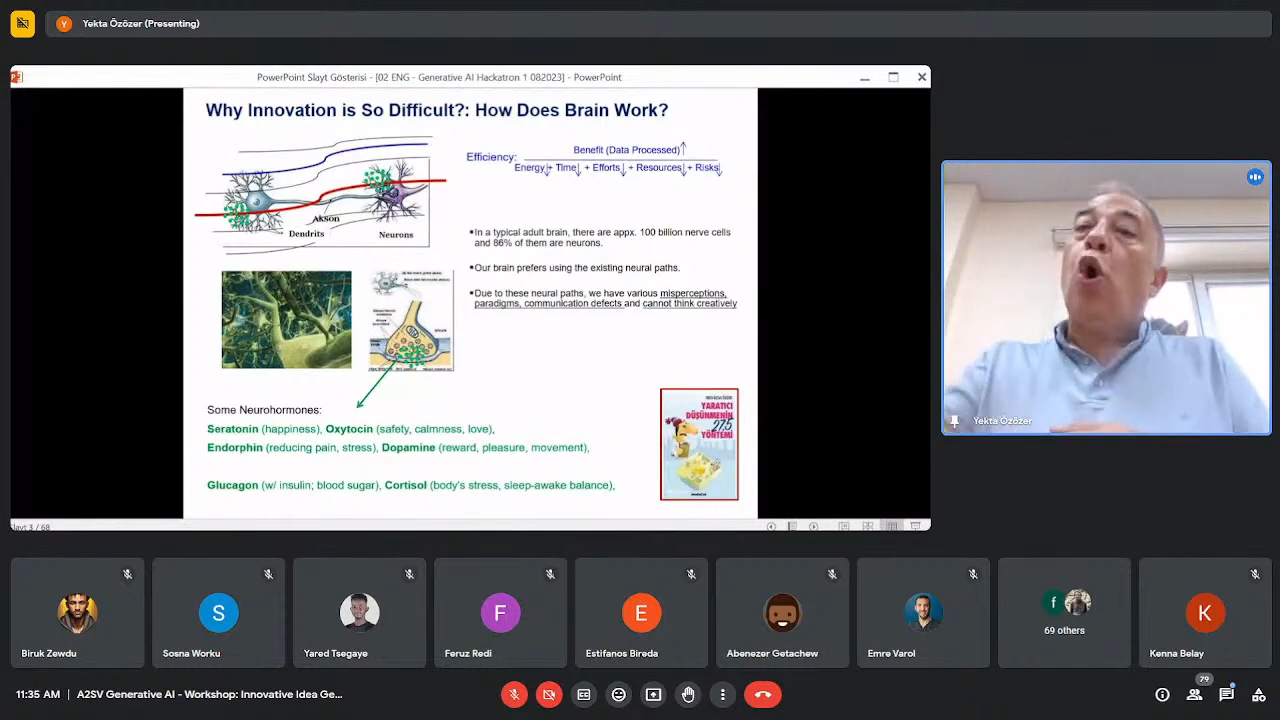 Y
Yekta Özözer (Presenting)
PowerPoint Slayt Gösterisi - [02 ENG - Generative AI Hackatron 1 082023] - PowerPoint
Why Innovation is So Difficult?: How Does Brain Work?
Akson
Dendrits
Neurons
Efficiency:
Benefit (Data Processed)
Energy + Time + Efforts + Resources + Risks
▪In a typical adult brain, there are appx. 100 billion nerve cells
and 86% of them are neurons.
▪Our brain prefers using the existing neural paths.
▪Due to these neural paths, we have various misperceptions,
paradigms, communication defects and cannot think creatively
Some Neurohormones:
Seratonin (happiness), Oxytocin (safety, calmness, love),
Endorphin (reducing pain, stress), Dopamine (reward, pleasure, movement),
Glucagon (w/ insulin; blood sugar), Cortisol (body's stress, sleep-awake balance),
YARATICI
DÜŞÜNMENİN
27,5
YÖNTEMİ
Slayt 3 / 68
Yekta Özözer
Biruk Zewdu
S
Sosna Worku
Yared Tsegaye
F
Feruz Redi
E
Estifanos Bireda
Abenezer Getachew
Emre Varol
f
69 others
K
Kenna Belay
11:35 AM | A2SV Generative AI - Workshop: Innovative Idea Ge...
79